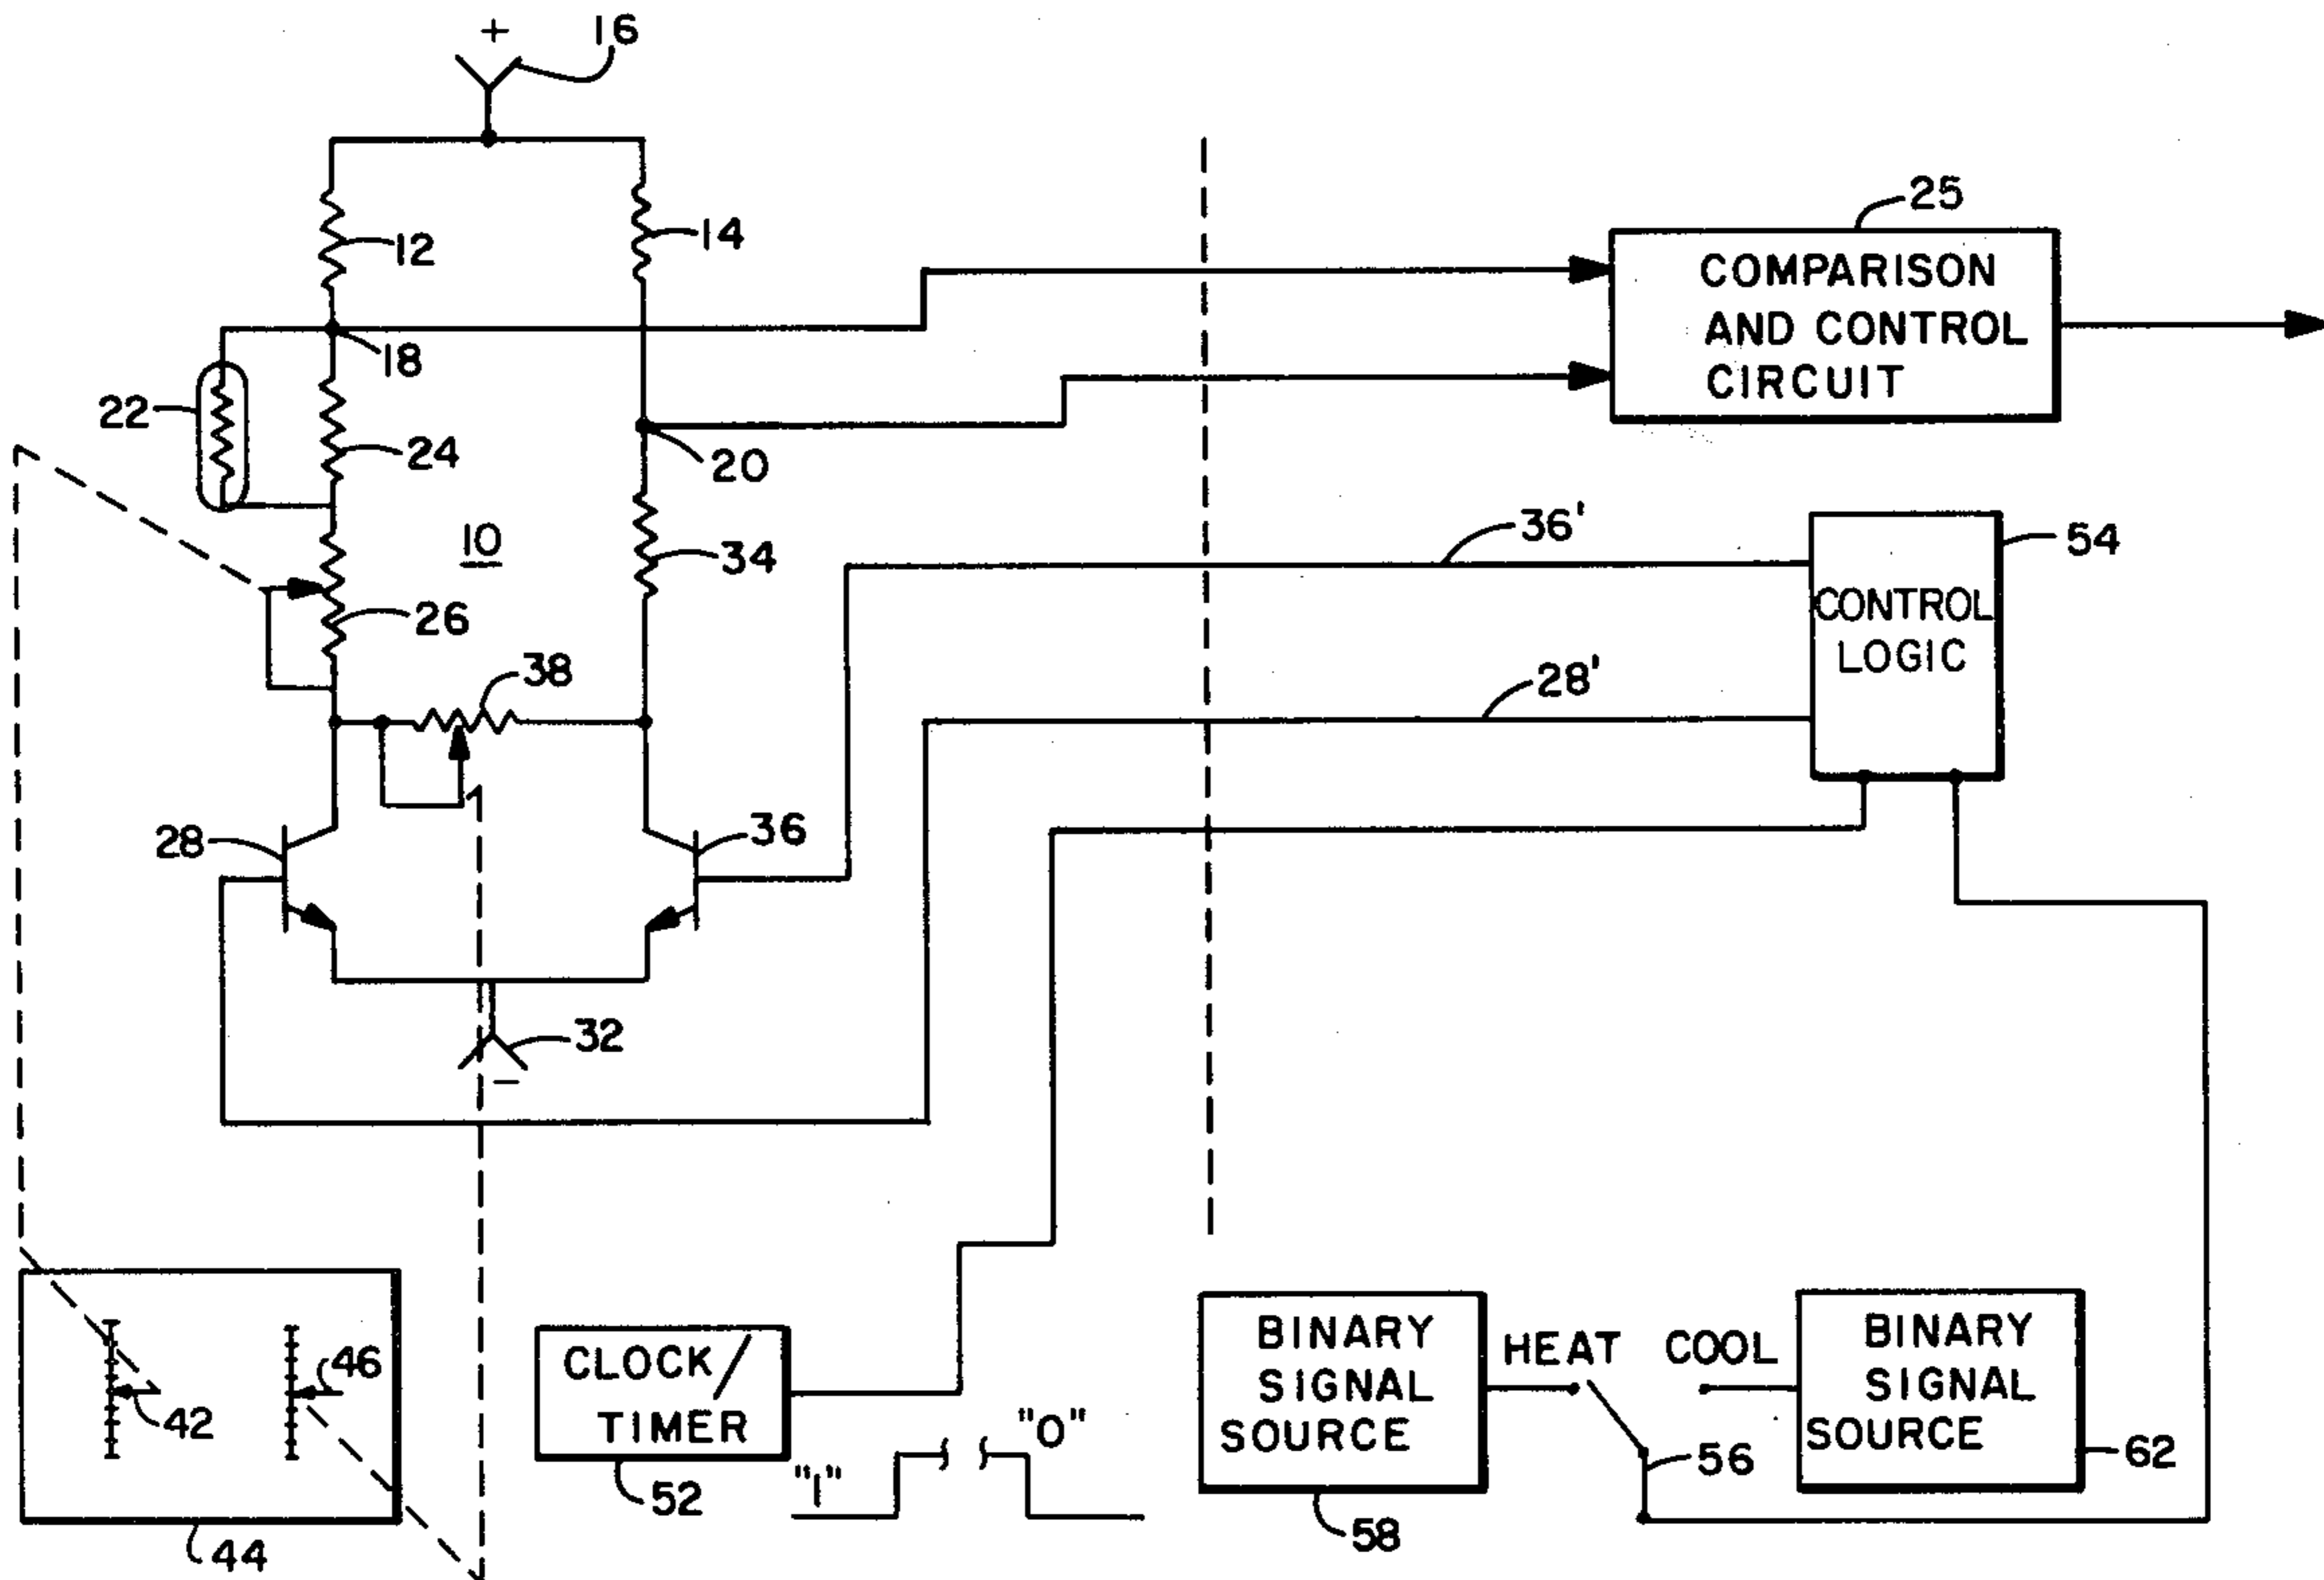 +
16
12
14
25
COMPARISON
AND CONTROL
CIRCUIT
18
22
24
20
10
34
36'
54
CONTROL
LOGIC
26
38
28'
28
36
32
−
BINARY
SIGNAL
SOURCE
HEAT COOL
BINARY
SIGNAL
SOURCE
CLOCK/
TIMER
46
42
"0"
"1"
56
62
52
58
44